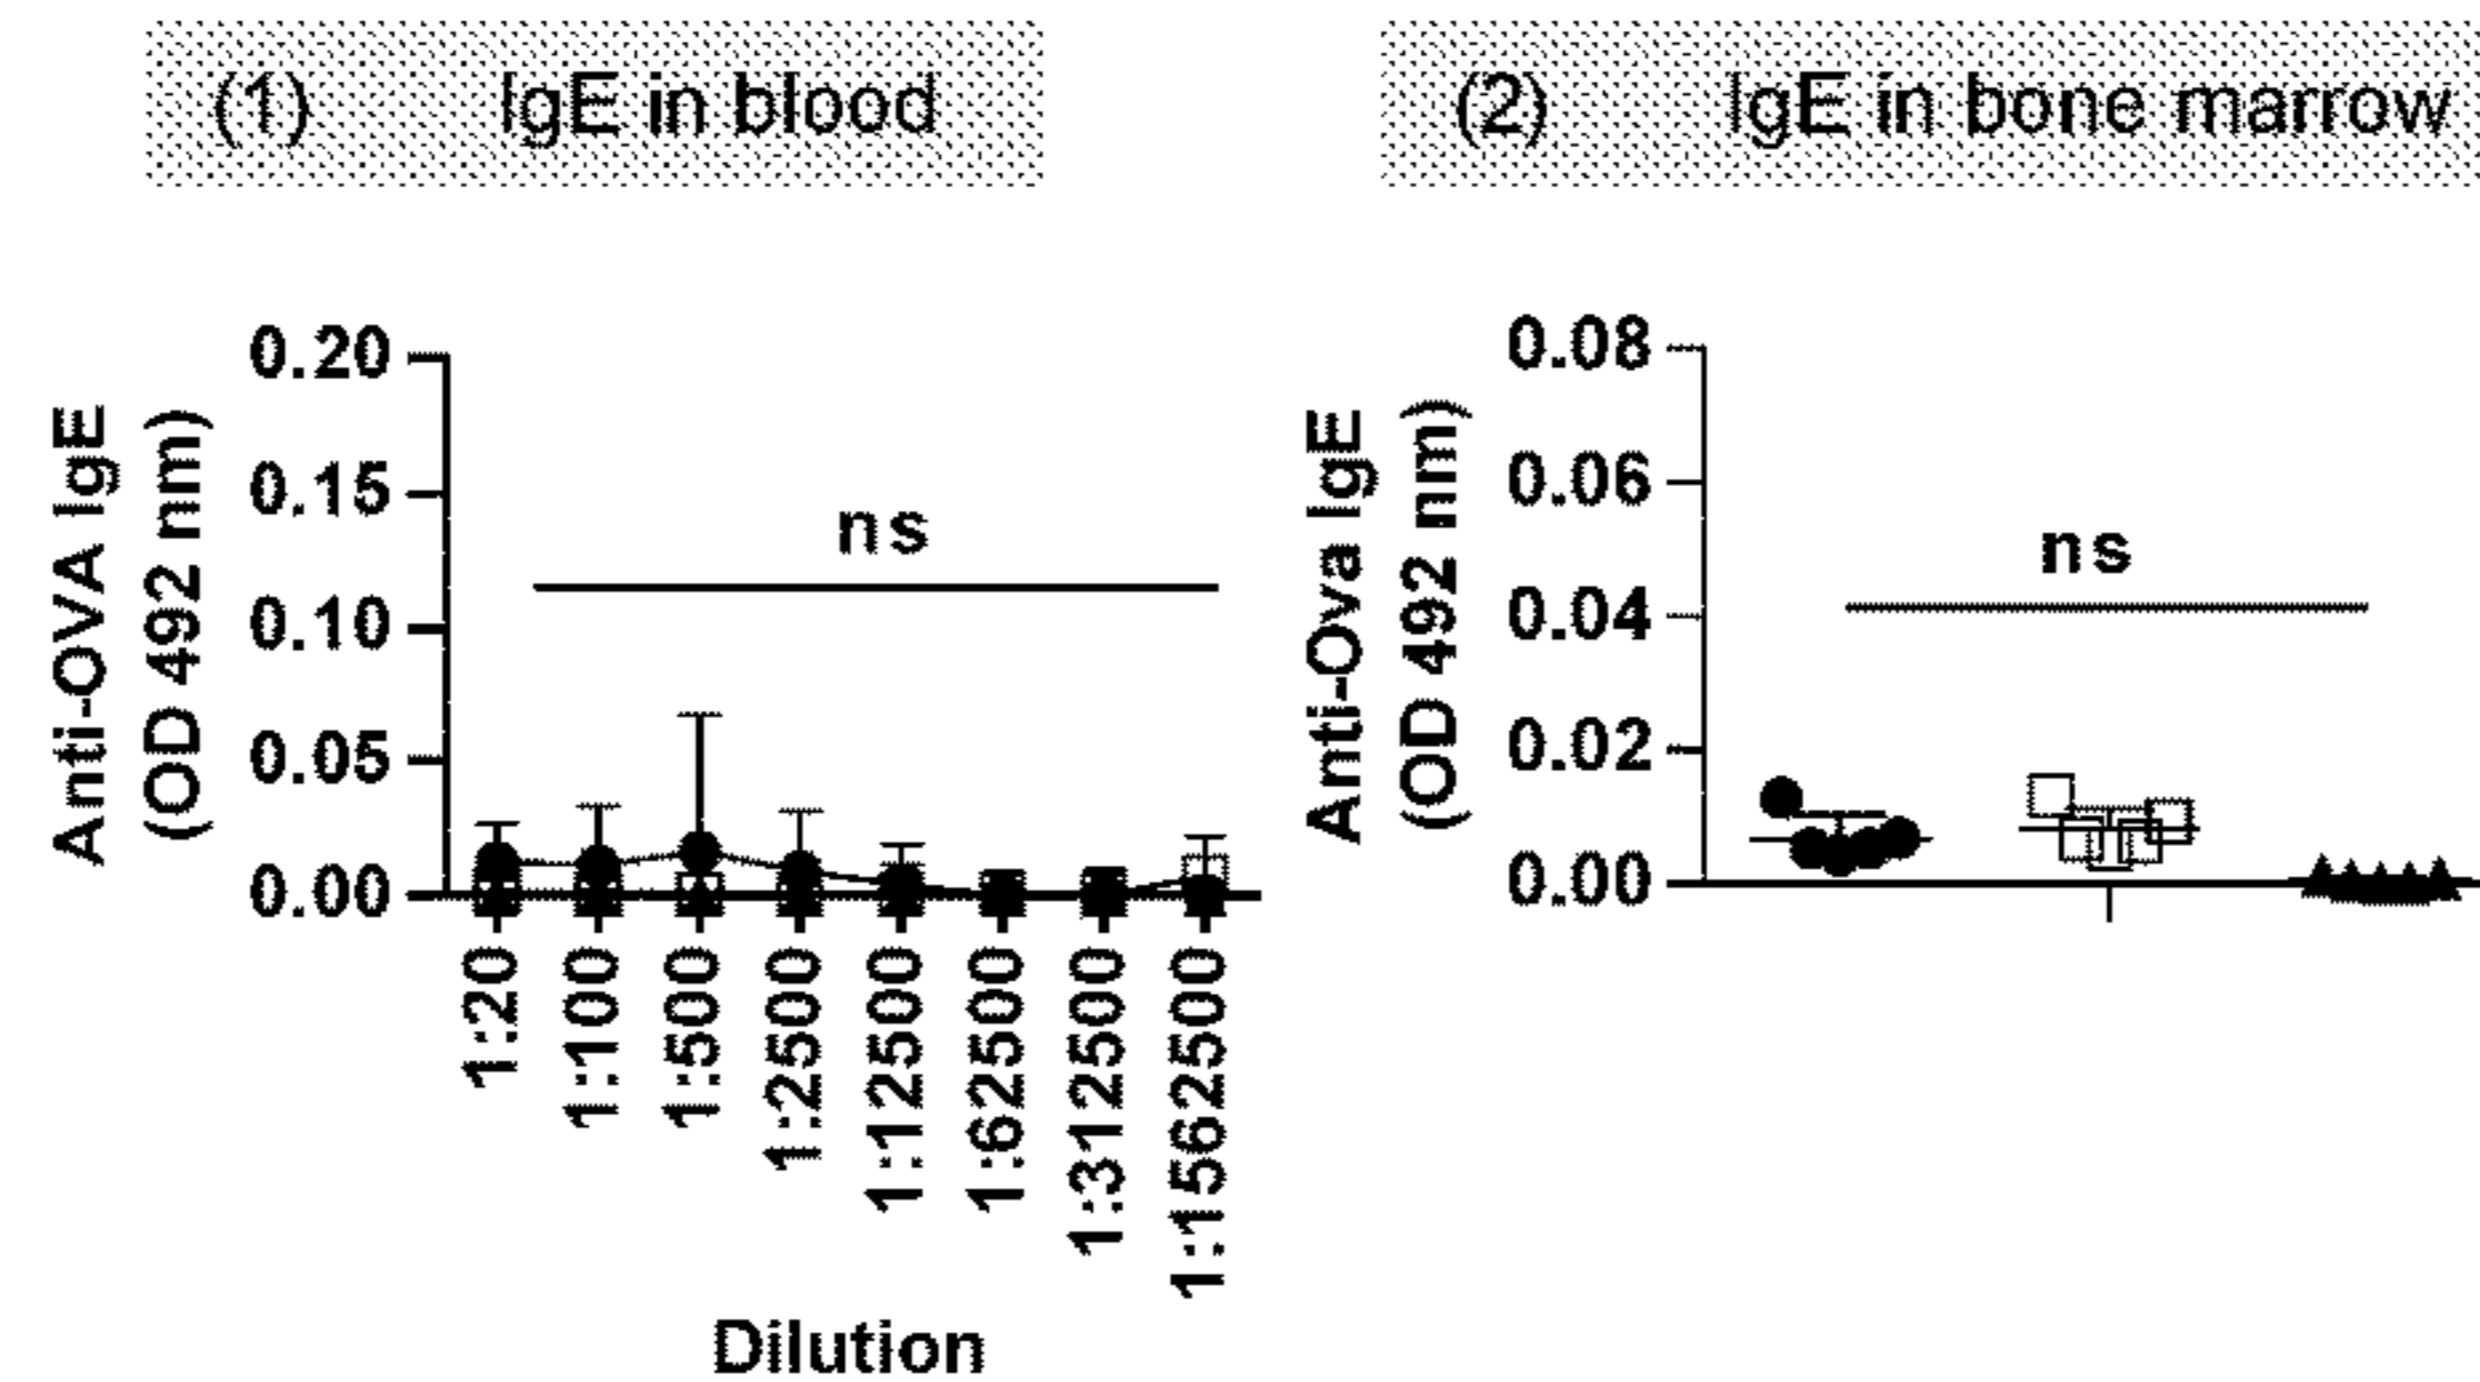 (1) IgE in blood
(2) IgE in bone marrow
Anti-OVA IgE
(OD 492 nm)
0.20
0.15
0.10
0.05
0.00
ns
1:20
1:100
1:500
1:2500
1:12500
1:62500
1:312500
1:1562500
Dilution
Anti-Ova IgE
(OD 492 nm)
0.08
0.06
0.04
0.02
0.00
ns